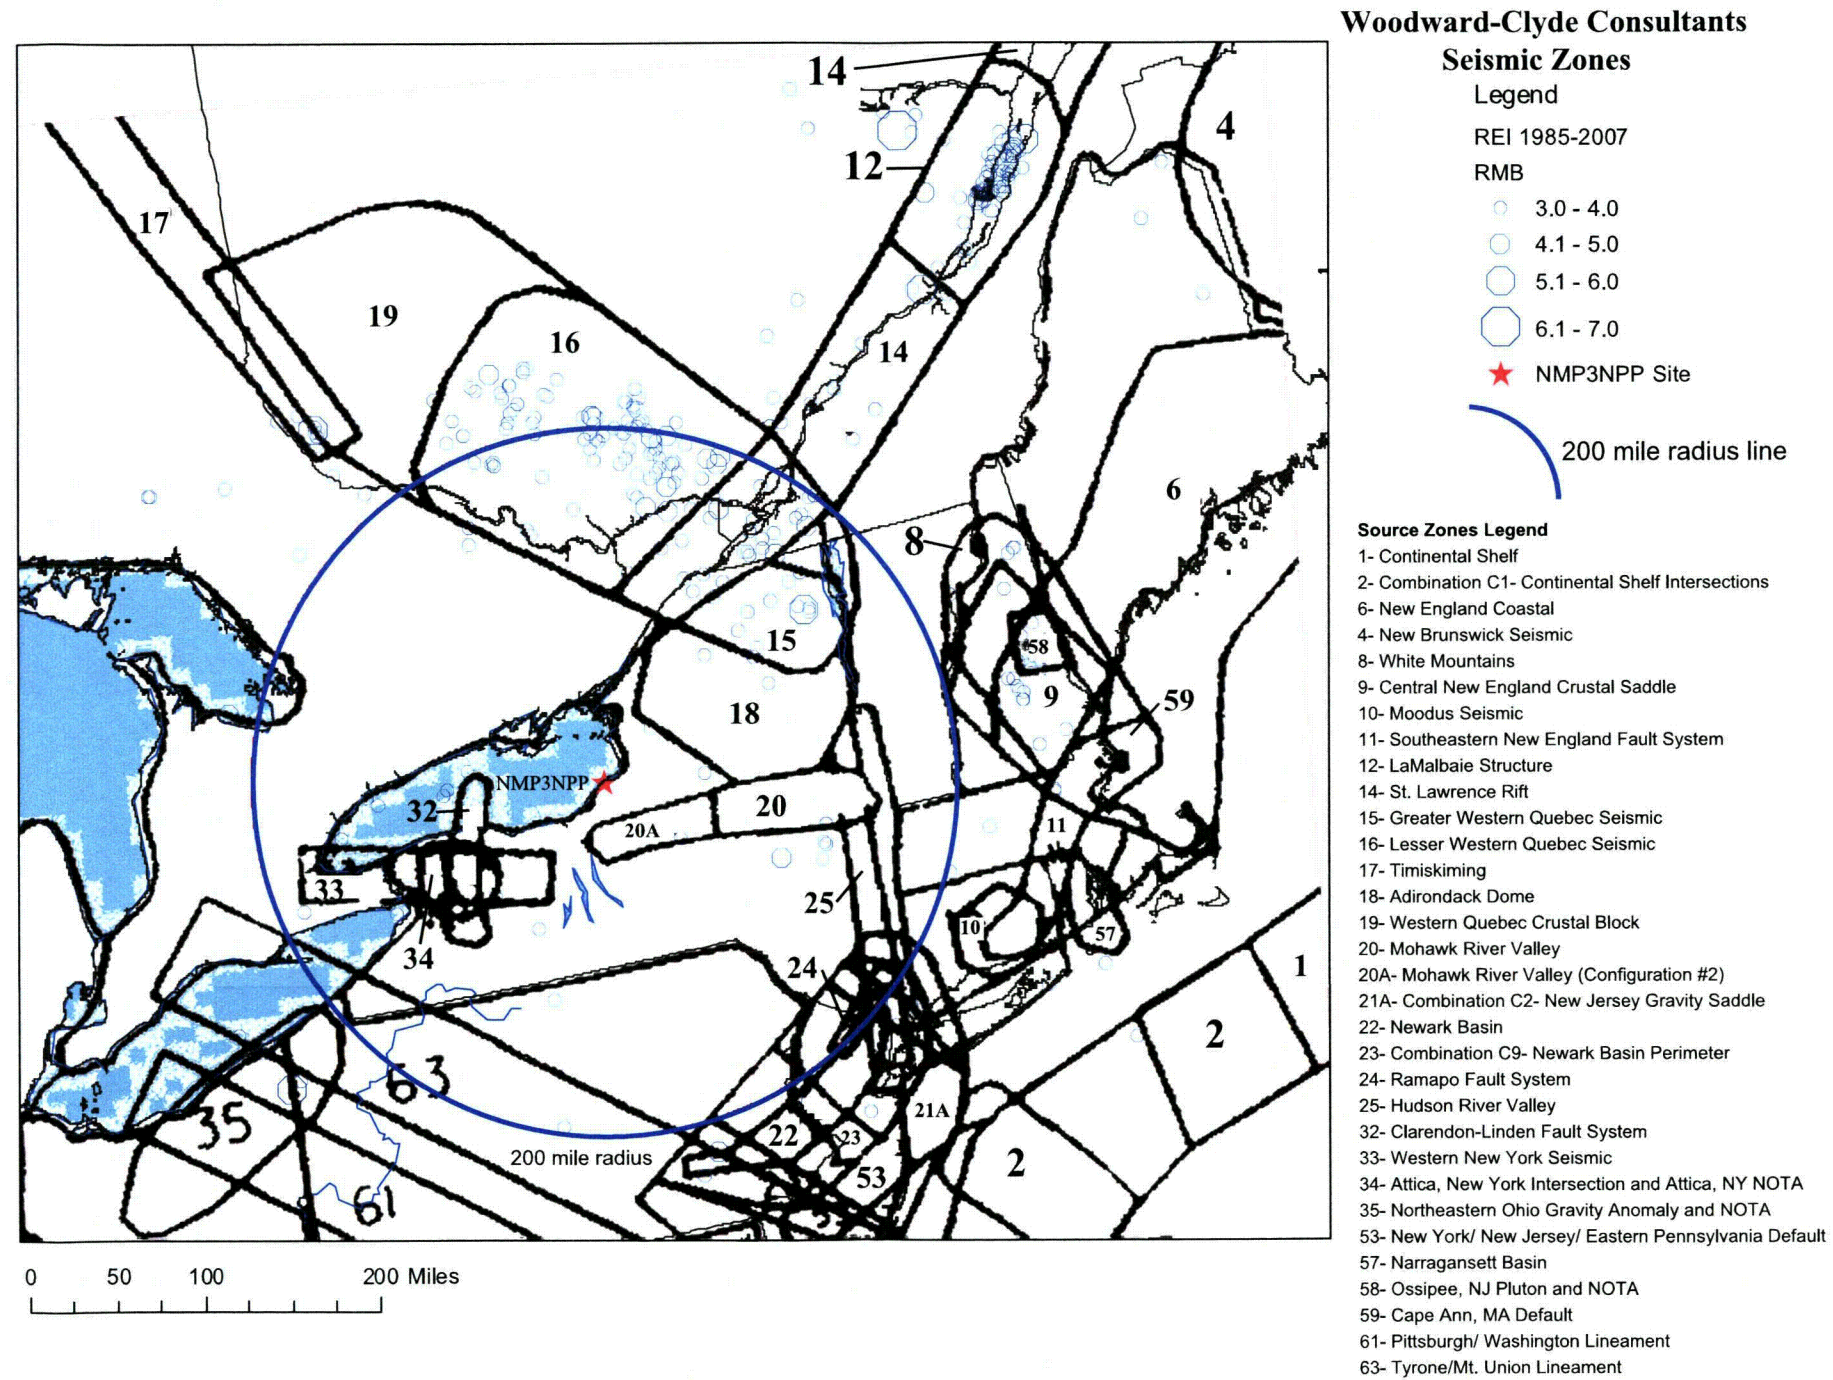 Woodward-Clyde Consultants
Seismic Zones
Legend
REI 1985-2007
RMB
3.0 - 4.0
4.1 - 5.0
5.1 - 6.0
6.1 - 7.0
NMP3NPP Site
200 mile radius line
Source Zones Legend
1- Continental Shelf
2- Combination C1- Continental Shelf Intersections
6- New England Coastal
4- New Brunswick Seismic
8- White Mountains
9- Central New England Crustal Saddle
10- Moodus Seismic
11- Southeastern New England Fault System
12- LaMalbaie Structure
14- St. Lawrence Rift
15- Greater Western Quebec Seismic
16- Lesser Western Quebec Seismic
17- Timiskiming
18- Adirondack Dome
19- Western Quebec Crustal Block
20- Mohawk River Valley
20A- Mohawk River Valley (Configuration #2)
21A- Combination C2- New Jersey Gravity Saddle
22- Newark Basin
23- Combination C9- Newark Basin Perimeter
24- Ramapo Fault System
25- Hudson River Valley
32- Clarendon-Linden Fault System
33- Western New York Seismic
34- Attica, New York Intersection and Attica, NY NOTA
35- Northeastern Ohio Gravity Anomaly and NOTA
53- New York/ New Jersey/ Eastern Pennsylvania Default
57- Narragansett Basin
58- Ossipee, NJ Pluton and NOTA
59- Cape Ann, MA Default
61- Pittsburgh/ Washington Lineament
63- Tyrone/Mt. Union Lineament
14
4
12
17
19
16
14
6
8
15
58
9
59
18
NMP3NPP
32
20
20A
11
33
25
10
57
34
24
1
2
63
35
21A
22
23
2
53
200 mile radius
61
0 50 100 200 Miles